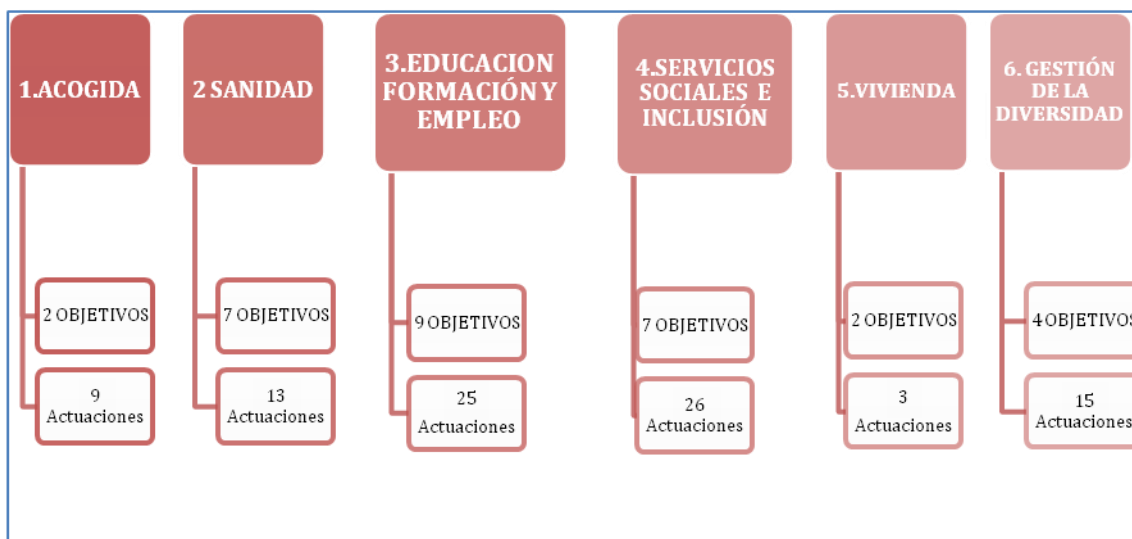 1.ACOGIDA
2 OBJETIVOS
9
Actuaciones
2 SANIDAD
7 OBJETIVOS
13
Actuaciones
3.EDUCACION
FORMACIÓN Y
EMPLEO
9 OBJETIVOS
25
Actuaciones
4.SERVICIOS
SOCIALES E
INCLUSIÓN
7 OBJETIVOS
26
Actuaciones
5.VIVIENDA
2 OBJETIVOS
3
Actuaciones
6. GESTIÓN
DE LA
DIVERSIDAD
4 OBJETIVOS
15
Actuaciones